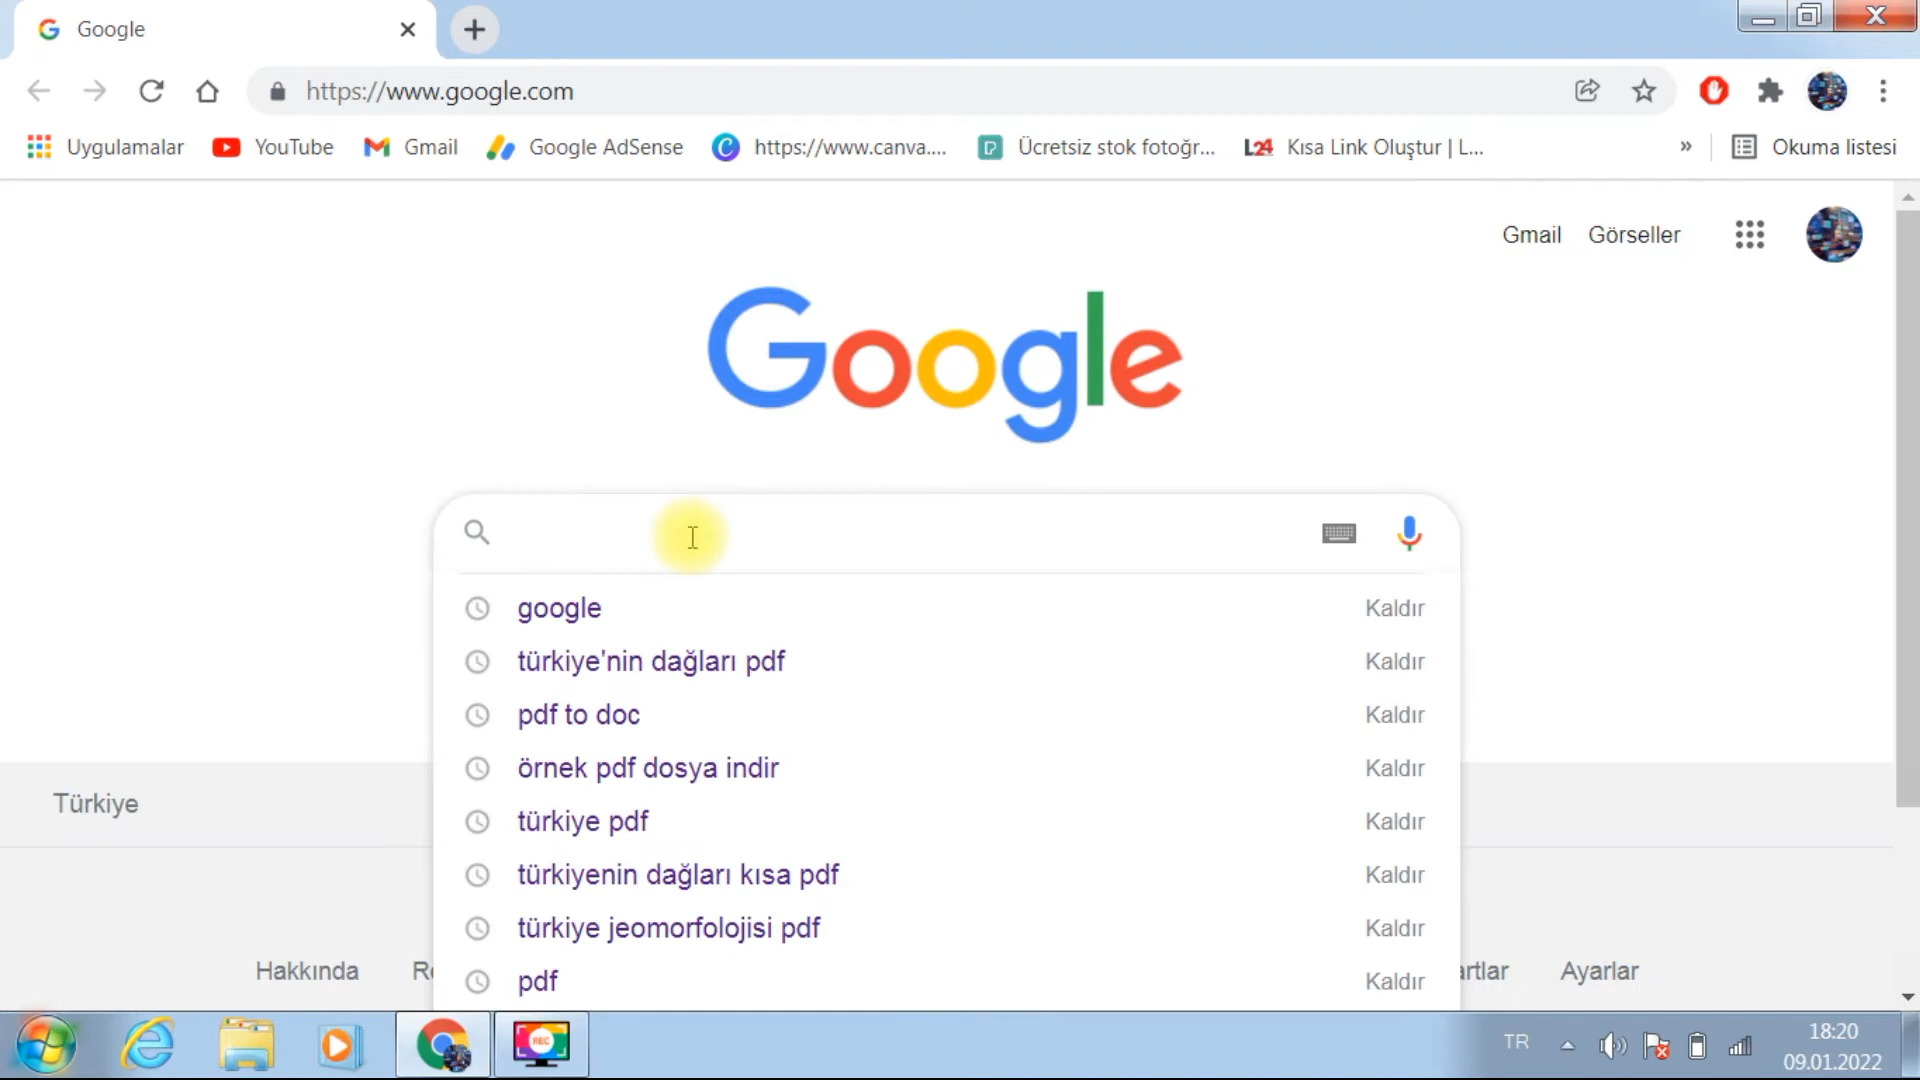 Google
https://www.google.com
Uygulamalar YouTube Gmail Google AdSense https://www.canva.... Ücretsiz stok fotoğr... L24 Kısa Link Oluştur | L... » Okuma listesi
Gmail Görseller
Google
google Kaldır
türkiye'nin dağları pdf Kaldır
pdf to doc Kaldır
örnek pdf dosya indir Kaldır
türkiye pdf Kaldır
Türkiye
türkiyenin dağları kısa pdf Kaldır
türkiye jeomorfolojisi pdf Kaldır
Hakkında Re artlar Ayarlar
pdf Kaldır
REC
TR 18:20
09.01.2022